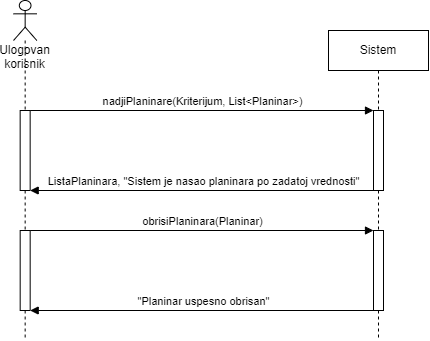 Ulogovan
korisnik
Sistem
nadjiPlaninare(Kriterijum, List<Planinar>)
ListaPlaninara, "Sistem je nasao planinara po zadatoj vrednosti"
obrisiPlaninara(Planinar)
"Planinar uspesno obrisan"